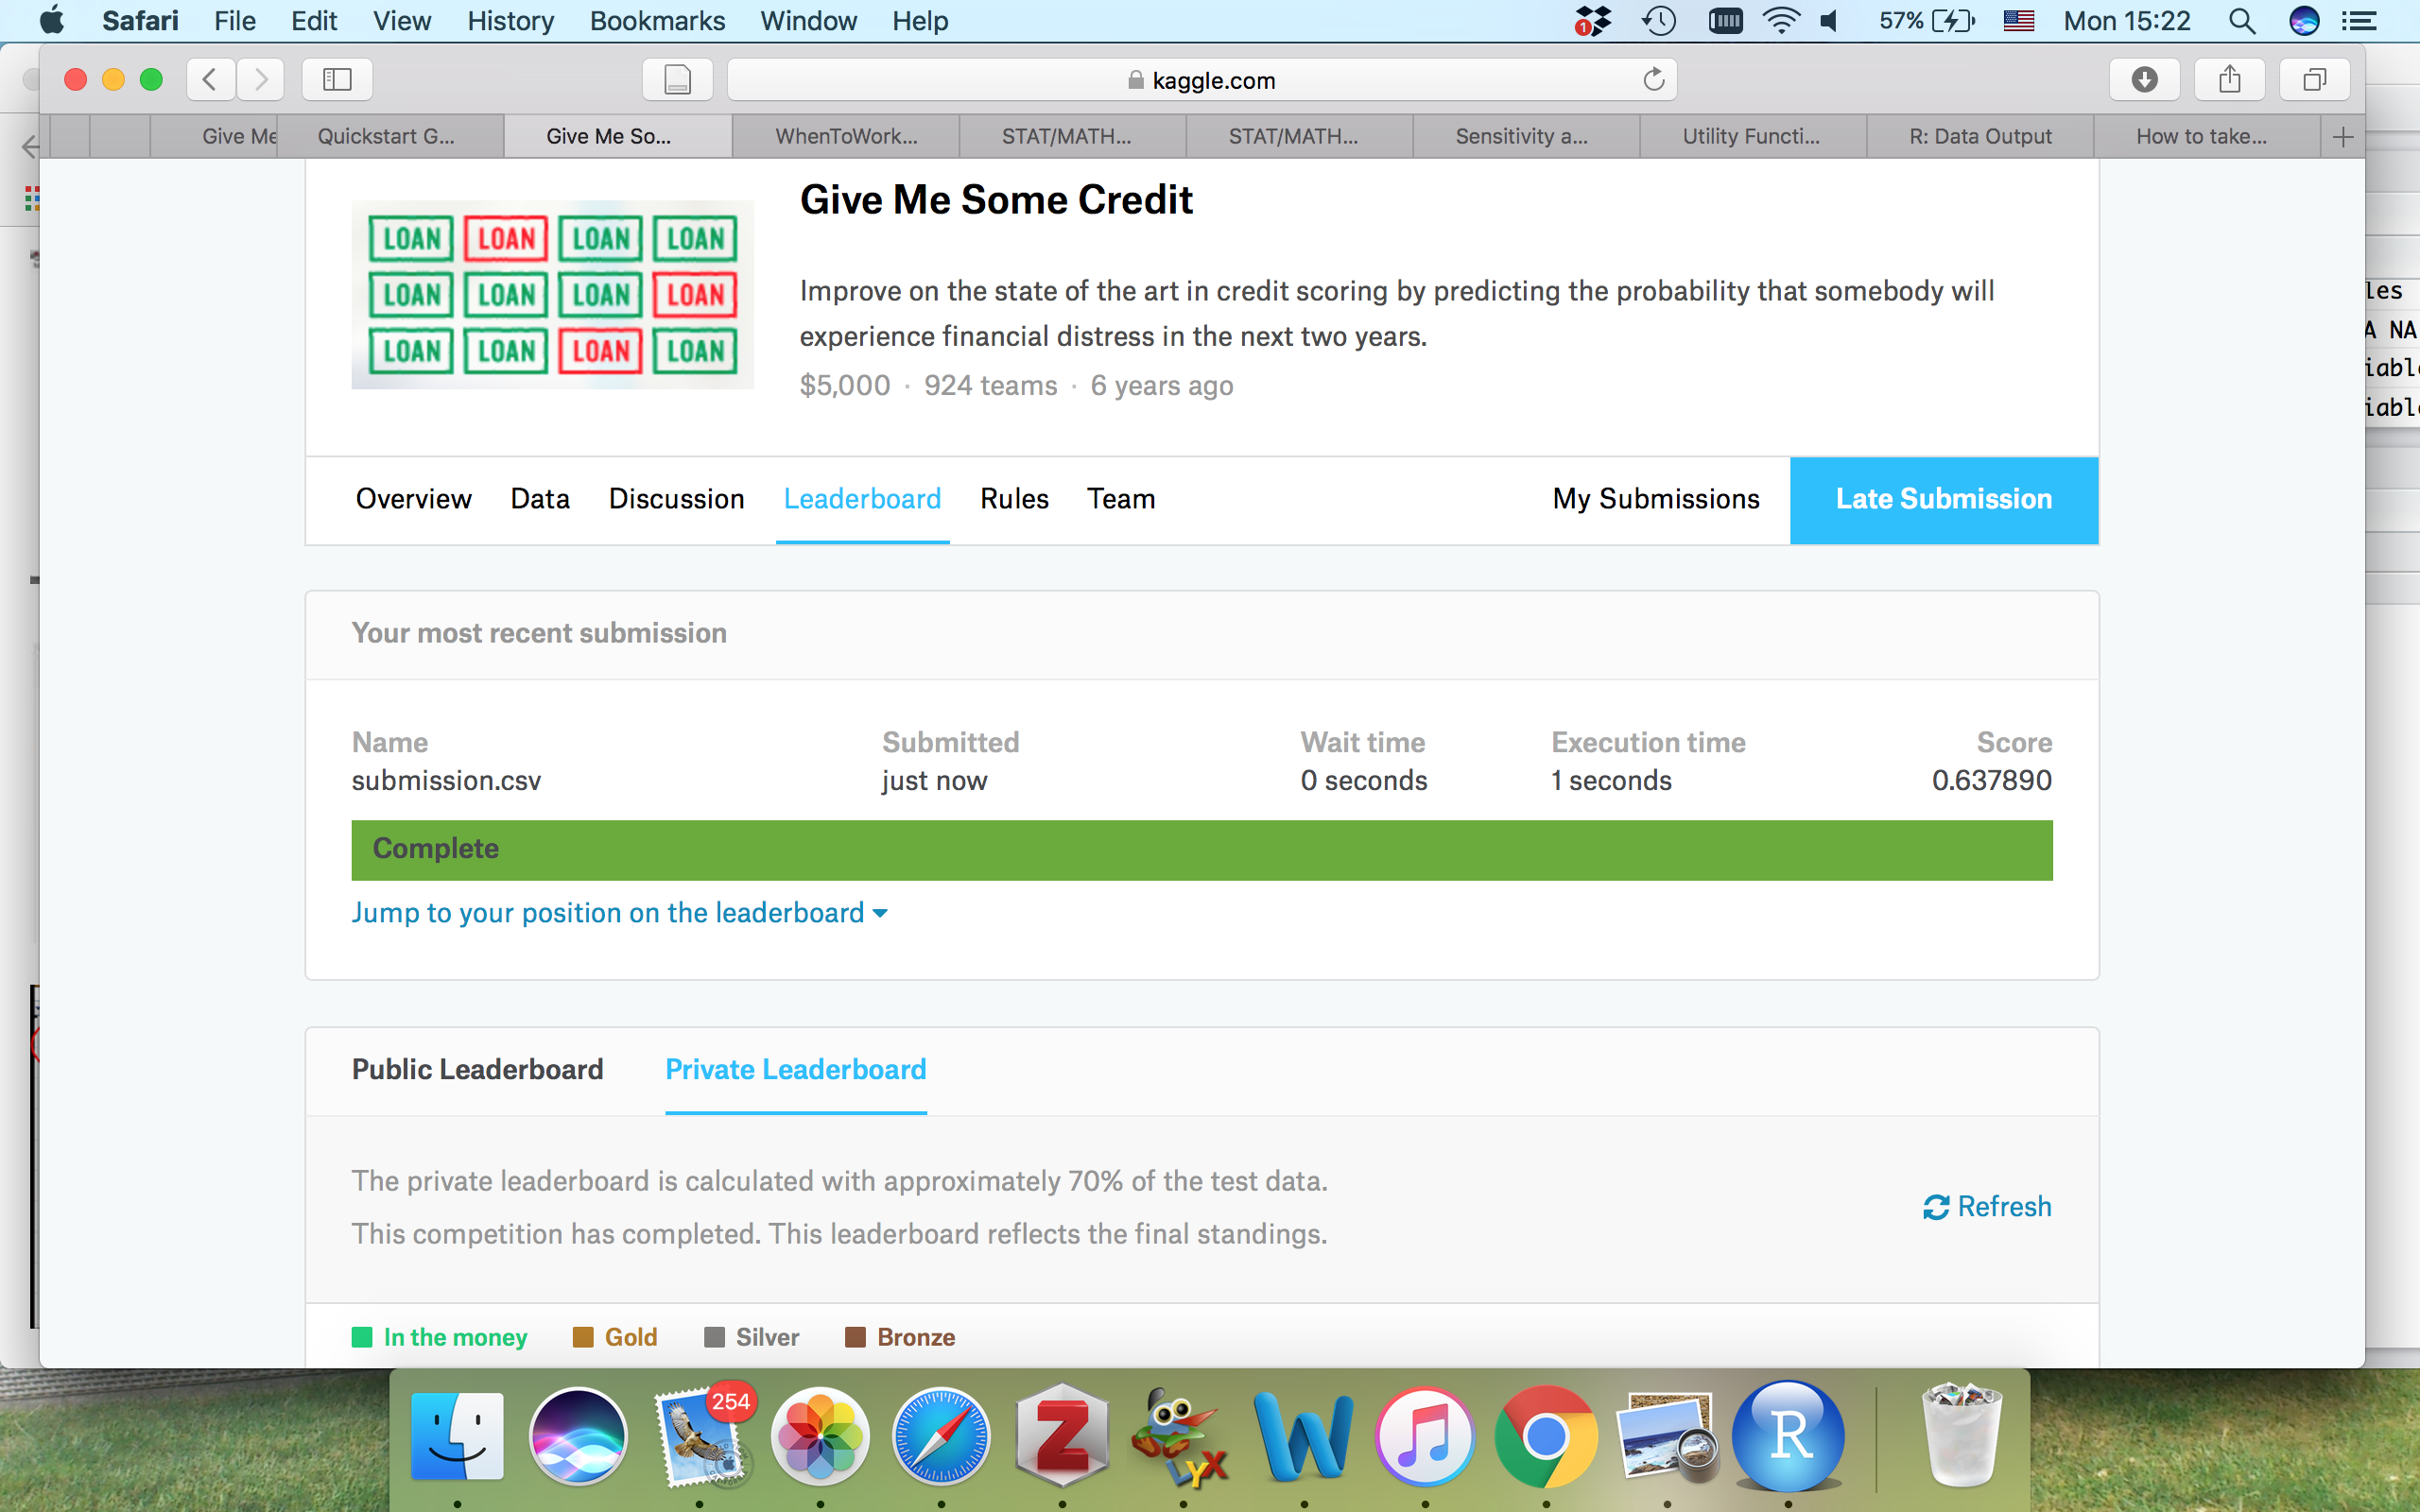 Safari File Edit View History Bookmarks Window Help 1 57% Mon 15:22
kaggle.com
Give Me Quickstart G... Give Me So... WhenToWork... STAT/MATH... STAT/MATH... Sensitivity a... Utility Functi... R: Data Output How to take...
Give Me Some Credit
LOAN LOAN LOAN LOAN
LOAN LOAN LOAN LOAN
LOAN LOAN LOAN LOAN
Improve on the state of the art in credit scoring by predicting the probability that somebody will
experience financial distress in the next two years.
$5,000 · 924 teams · 6 years ago
les
A NA
iabl
iabl
Overview Data Discussion Leaderboard Rules Team My Submissions Late Submission
Your most recent submission
Name Submitted Wait time Execution time Score
submission.csv just now 0 seconds 1 seconds 0.637890
Complete
Jump to your position on the leaderboard
Public Leaderboard Private Leaderboard
The private leaderboard is calculated with approximately 70% of the test data.
This competition has completed. This leaderboard reflects the final standings.
Refresh
In the money Gold Silver Bronze
254
Z
LYX
W
R